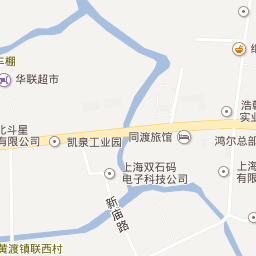 车棚
华联超市
北斗星
有限公司
凯泉工业园
同渡旅馆
浩
实业
鸿尔总部
上海双石码
电子科技公司
上海
有限
新庙路
黄渡镇联西村